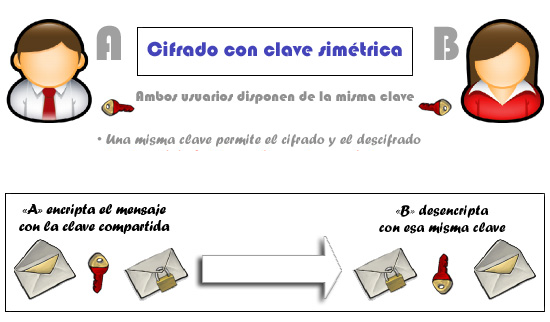 A
Cifrado con clave simétrica
B
Ambos usuarios disponen de la misma clave
• Una misma clave permite el cifrado y el descifrado
«A» encripta el mensaje
con la clave compartida
«B» desencripta
con esa misma clave